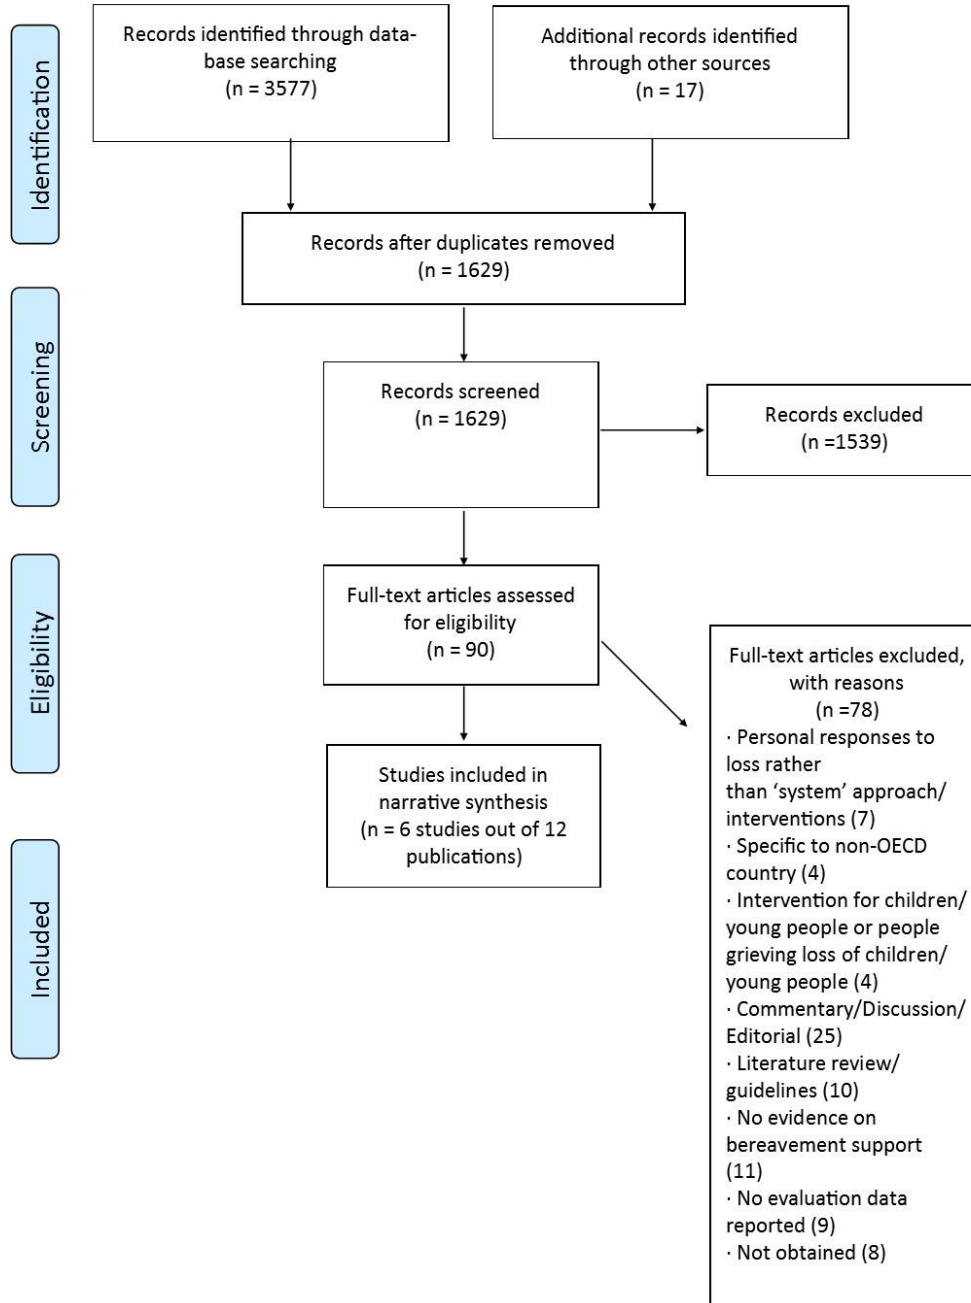 Identification
Records identified through data-
base searching
(n = 3577)
Additional records identified
through other sources
(n = 17)
Records after duplicates removed
(n = 1629)
Screening
Records screened
(n = 1629)
Records excluded
(n =1539)
Eligibility
Full-text articles assessed
for eligibility
(n = 90)
Full-text articles excluded,
with reasons
(n =78)
· Personal responses to
loss rather
than ‘system’ approach/
interventions (7)
· Specific to non-OECD
country (4)
· Intervention for children/
young people or people
grieving loss of children/
young people (4)
· Commentary/Discussion/
Editorial (25)
· Literature review/
guidelines (10)
· No evidence on
bereavement support
(11)
· No evaluation data
reported (9)
· Not obtained (8)
Included
Studies included in
narrative synthesis
(n = 6 studies out of 12
publications)